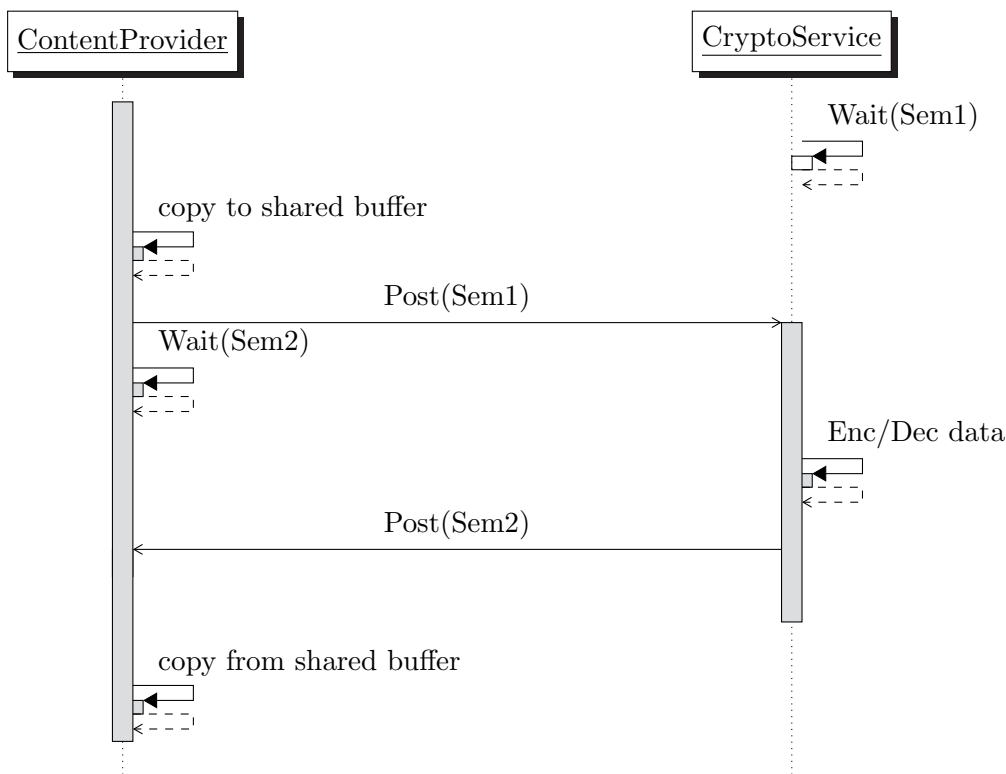 ContentProvider
CryptoService
Wait(Sem1)
copy to shared buffer
Post(Sem1)
Wait(Sem2)
Enc/Dec data
Post(Sem2)
copy from shared buffer